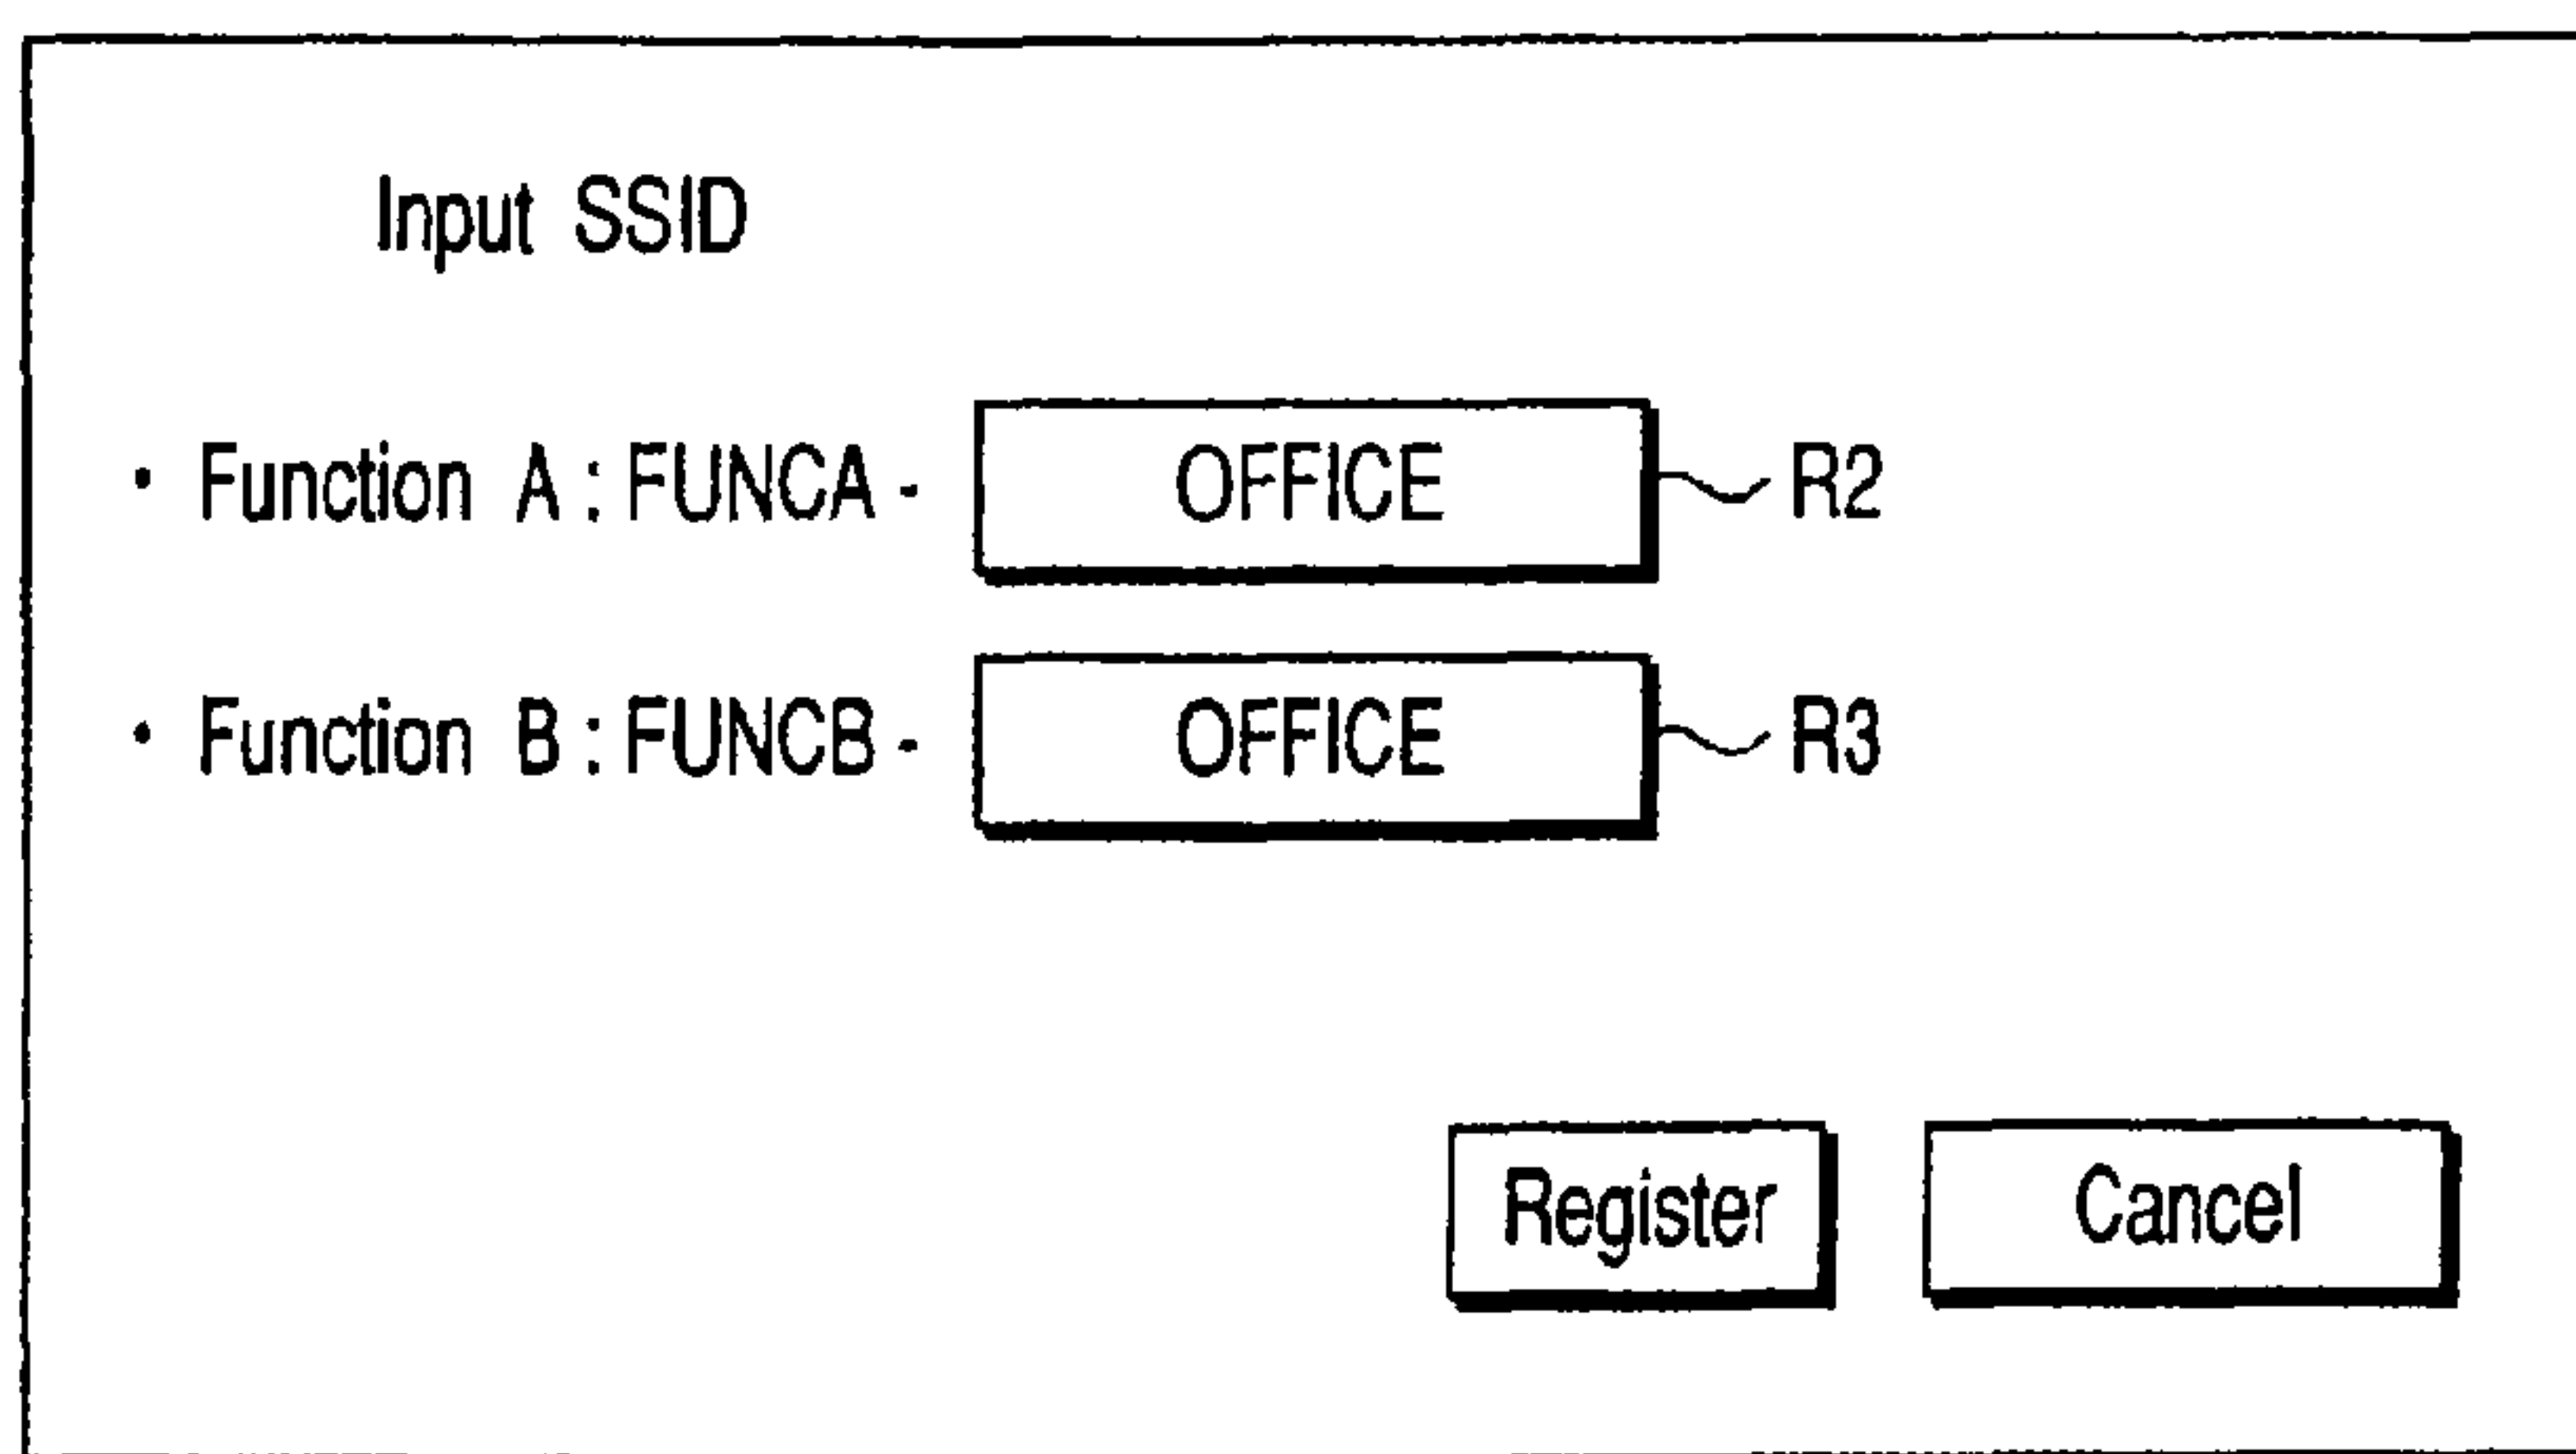 Input SSID
• Function A : FUNCA - OFFICE R2
• Function B : FUNCB - OFFICE R3
Register Cancel